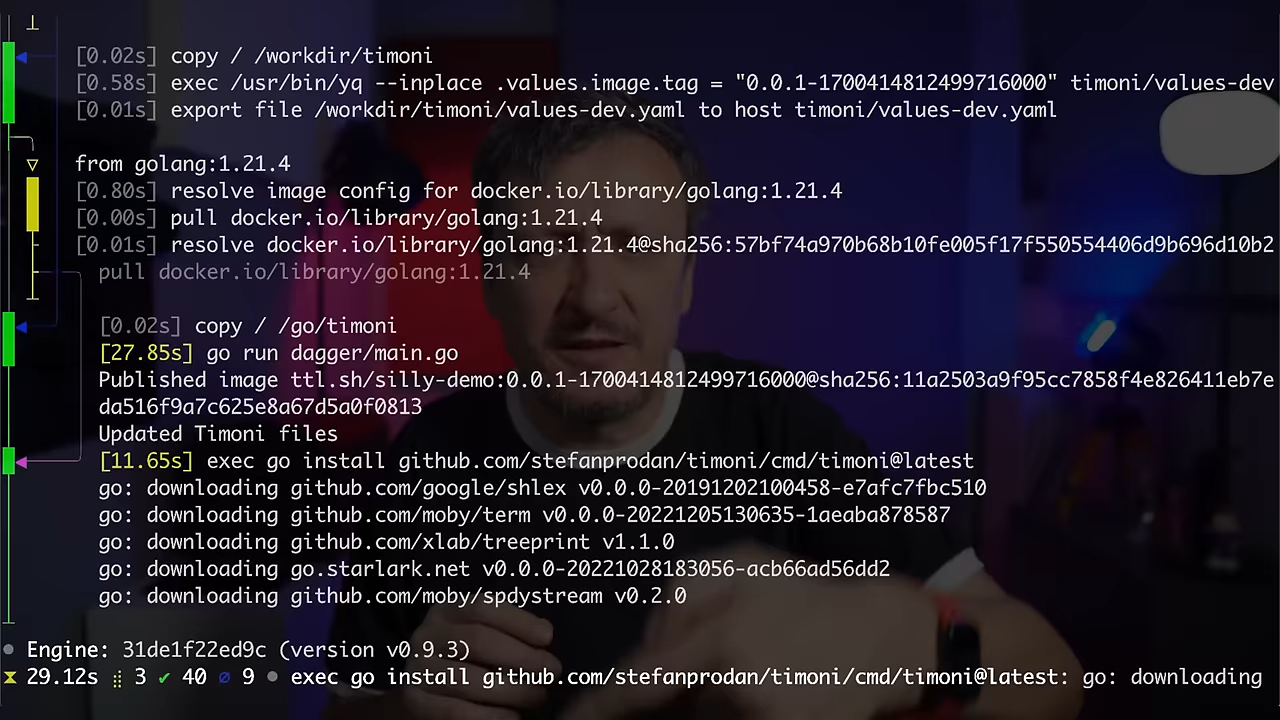 [0.02s] copy / /workdir/timoni
[0.58s] exec /usr/bin/yq --inplace .values.image.tag = "0.0.1-1700414812499716000" timoni/values-dev
[0.01s] export file /workdir/timoni/values-dev.yaml to host timoni/values-dev.yaml
from golang:1.21.4
[0.80s] resolve image config for docker.io/library/golang:1.21.4
[0.00s] pull docker.io/library/golang:1.21.4
[0.01s] resolve docker.io/library/golang:1.21.4@sha256:57bf74a970b68b10fe005f17f550554406d9b696d10b2
pull docker.io/library/golang:1.21.4
[0.02s] copy / /go/timoni
[27.85s] go run dagger/main.go
Published image ttl.sh/silly-demo:0.0.1-1700414812499716000@sha256:11a2503a9f95cc7858f4e826411eb7e
da516f9a7c625e8a67d5a0f0813
Updated Timoni files
[11.65s] exec go install github.com/stefanprodan/timoni/cmd/timoni@latest
go: downloading github.com/google/shlex v0.0.0-20191202100458-e7afc7fbc510
go: downloading github.com/moby/term v0.0.0-20221205130635-1aeaba878587
go: downloading github.com/xlab/treeprint v1.1.0
go: downloading go.starlark.net v0.0.0-20221028183056-acb66ad56dd2
go: downloading github.com/moby/spdystream v0.2.0
Engine: 31de1f22ed9c (version v0.9.3)
29.12s ⣾ 3 ✔ 40 ∅ 9 ● exec go install github.com/stefanprodan/timoni/cmd/timoni@latest: go: downloading